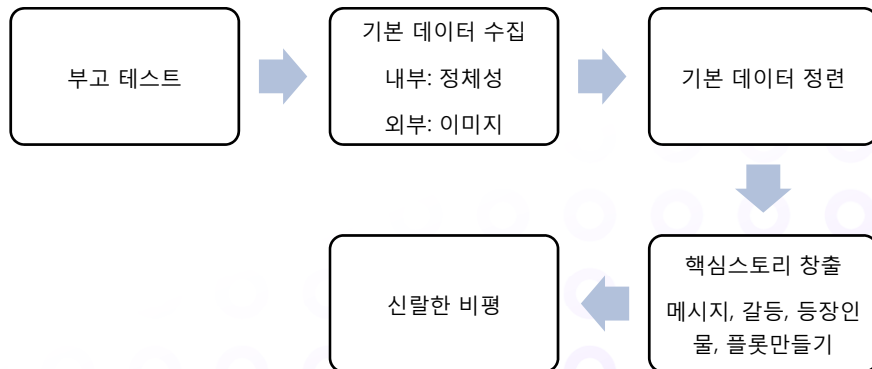 부고 테스트
기본 데이터 수집
내부: 정체성
외부: 이미지
기본 데이터 정련
핵심스토리 창출
메시지, 갈등, 등장인
물, 플롯만들기
신랄한 비평